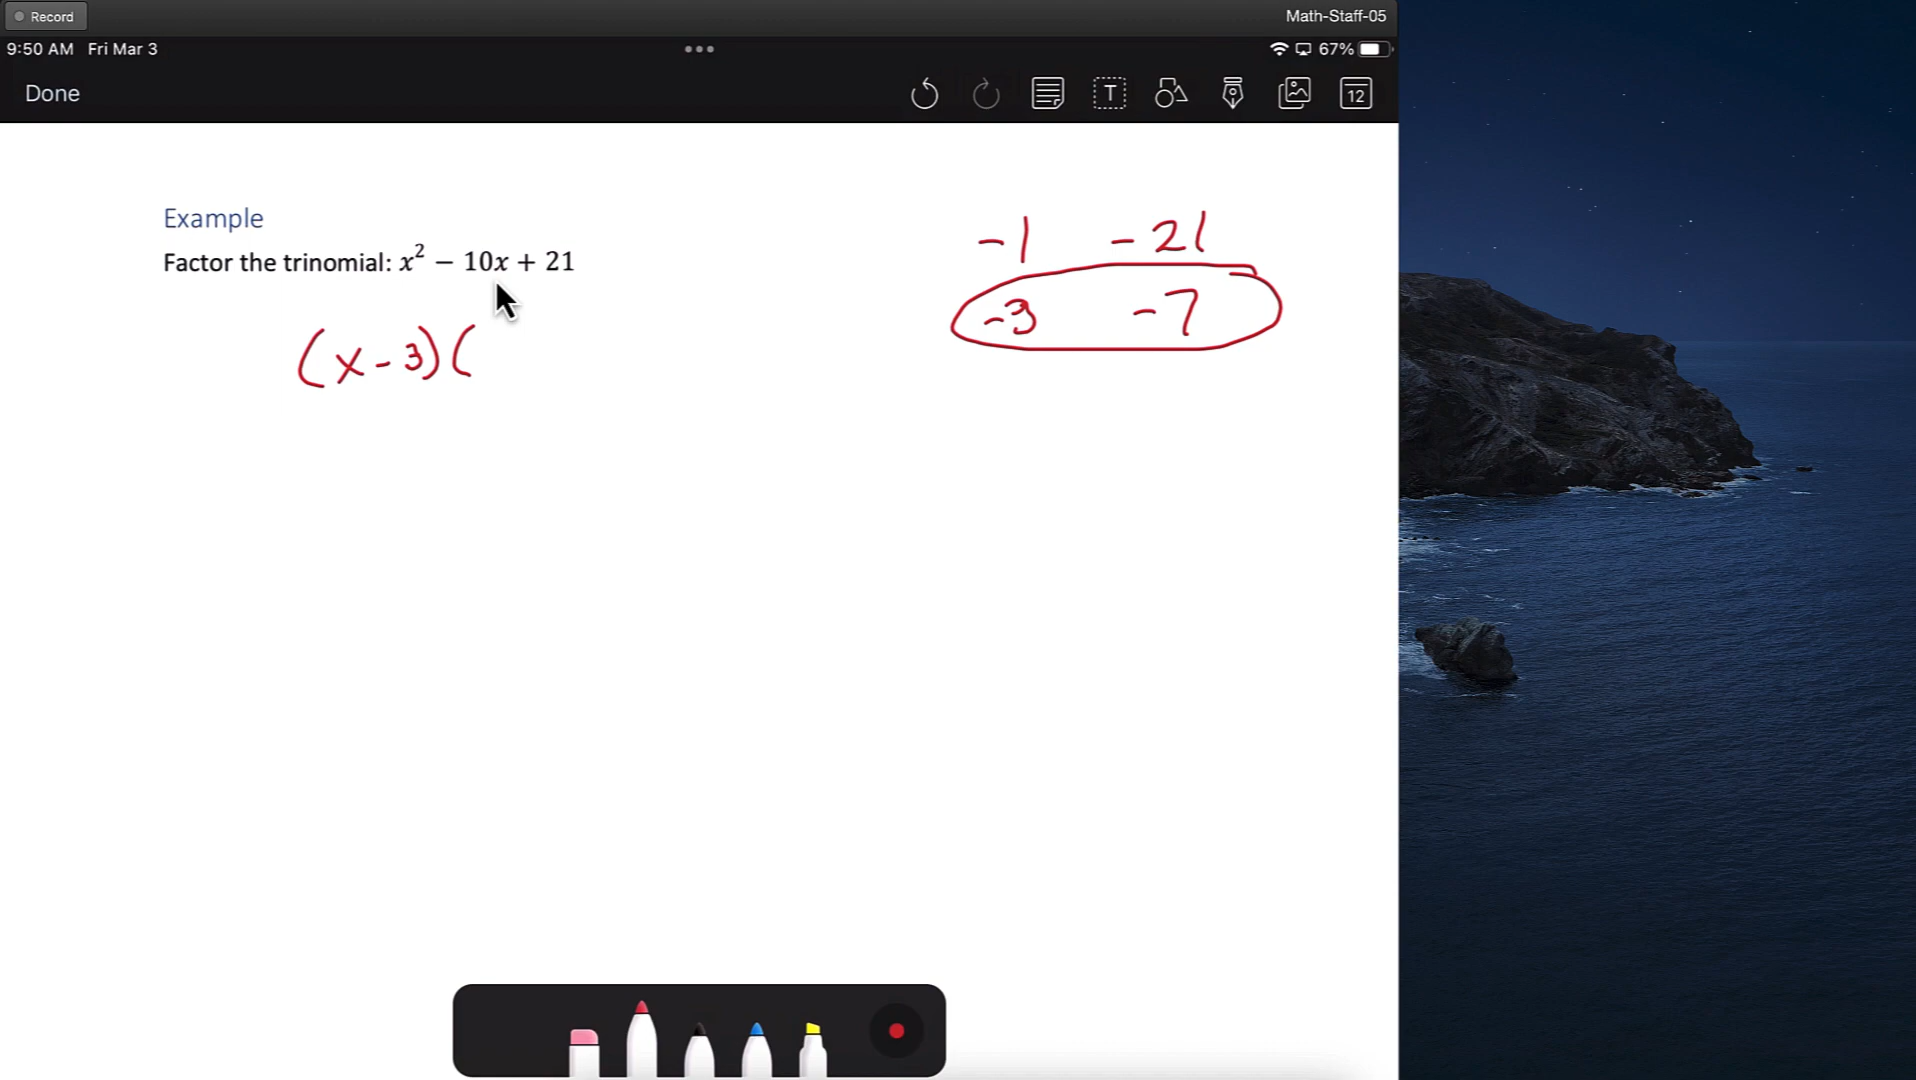 Record
Math-Staff-05
9:50 AM Fri Mar 3
67%
Done
T
12
Example
Factor the trinomial: x² − 10x + 21
-1 -21
-3 -7
(x-3)(